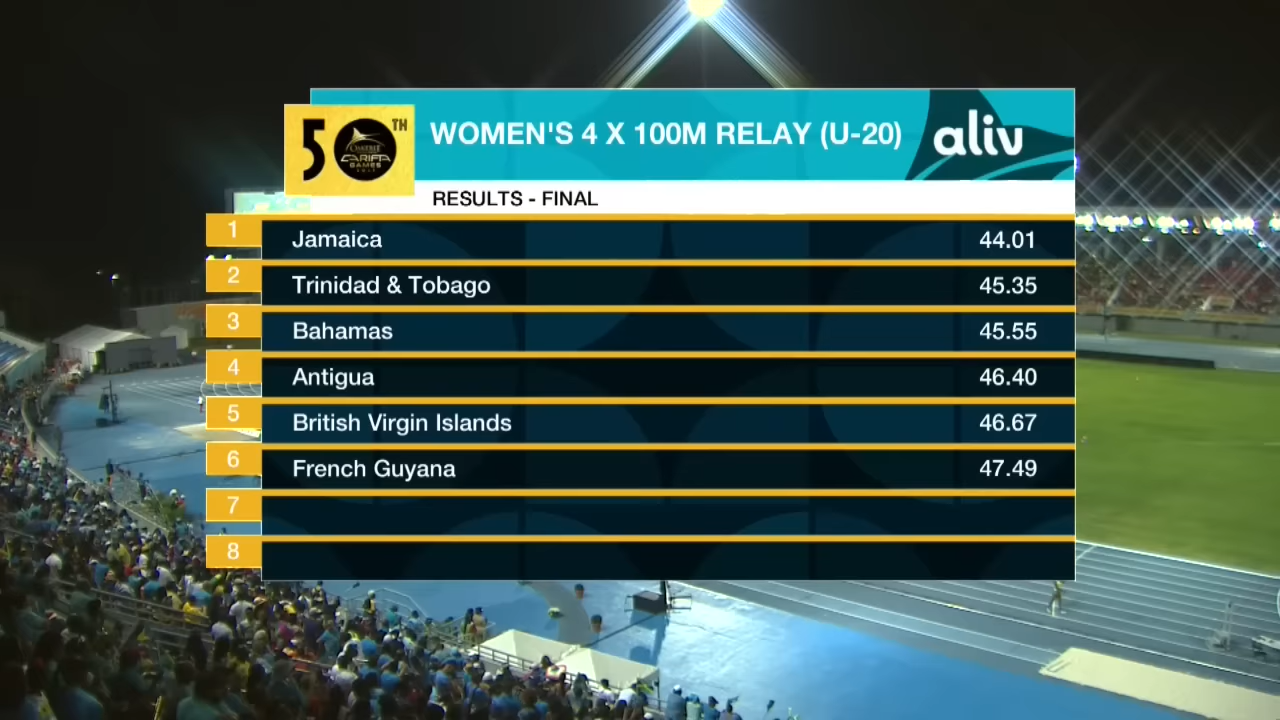 50TH
CARIFTA
GAMES
WOMEN'S 4 X 100M RELAY (U-20)
aliv
RESULTS - FINAL
1 Jamaica 44.01
2 Trinidad & Tobago 45.35
3 Bahamas 45.55
4 Antigua 46.40
5 British Virgin Islands 46.67
6 French Guyana 47.49
7
8